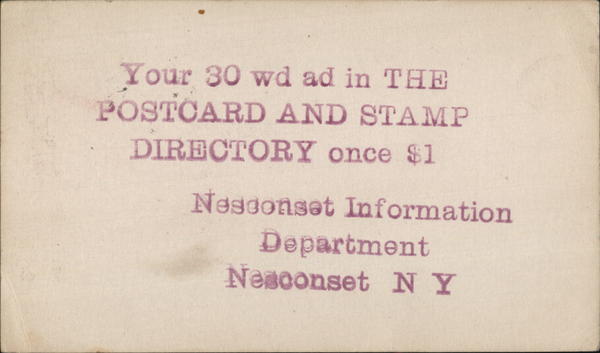 Your 30 wd ad in THE
POSTCARD AND STAMP
DIRECTORY once $1
Nesconset Information
Department
Nesconset N Y